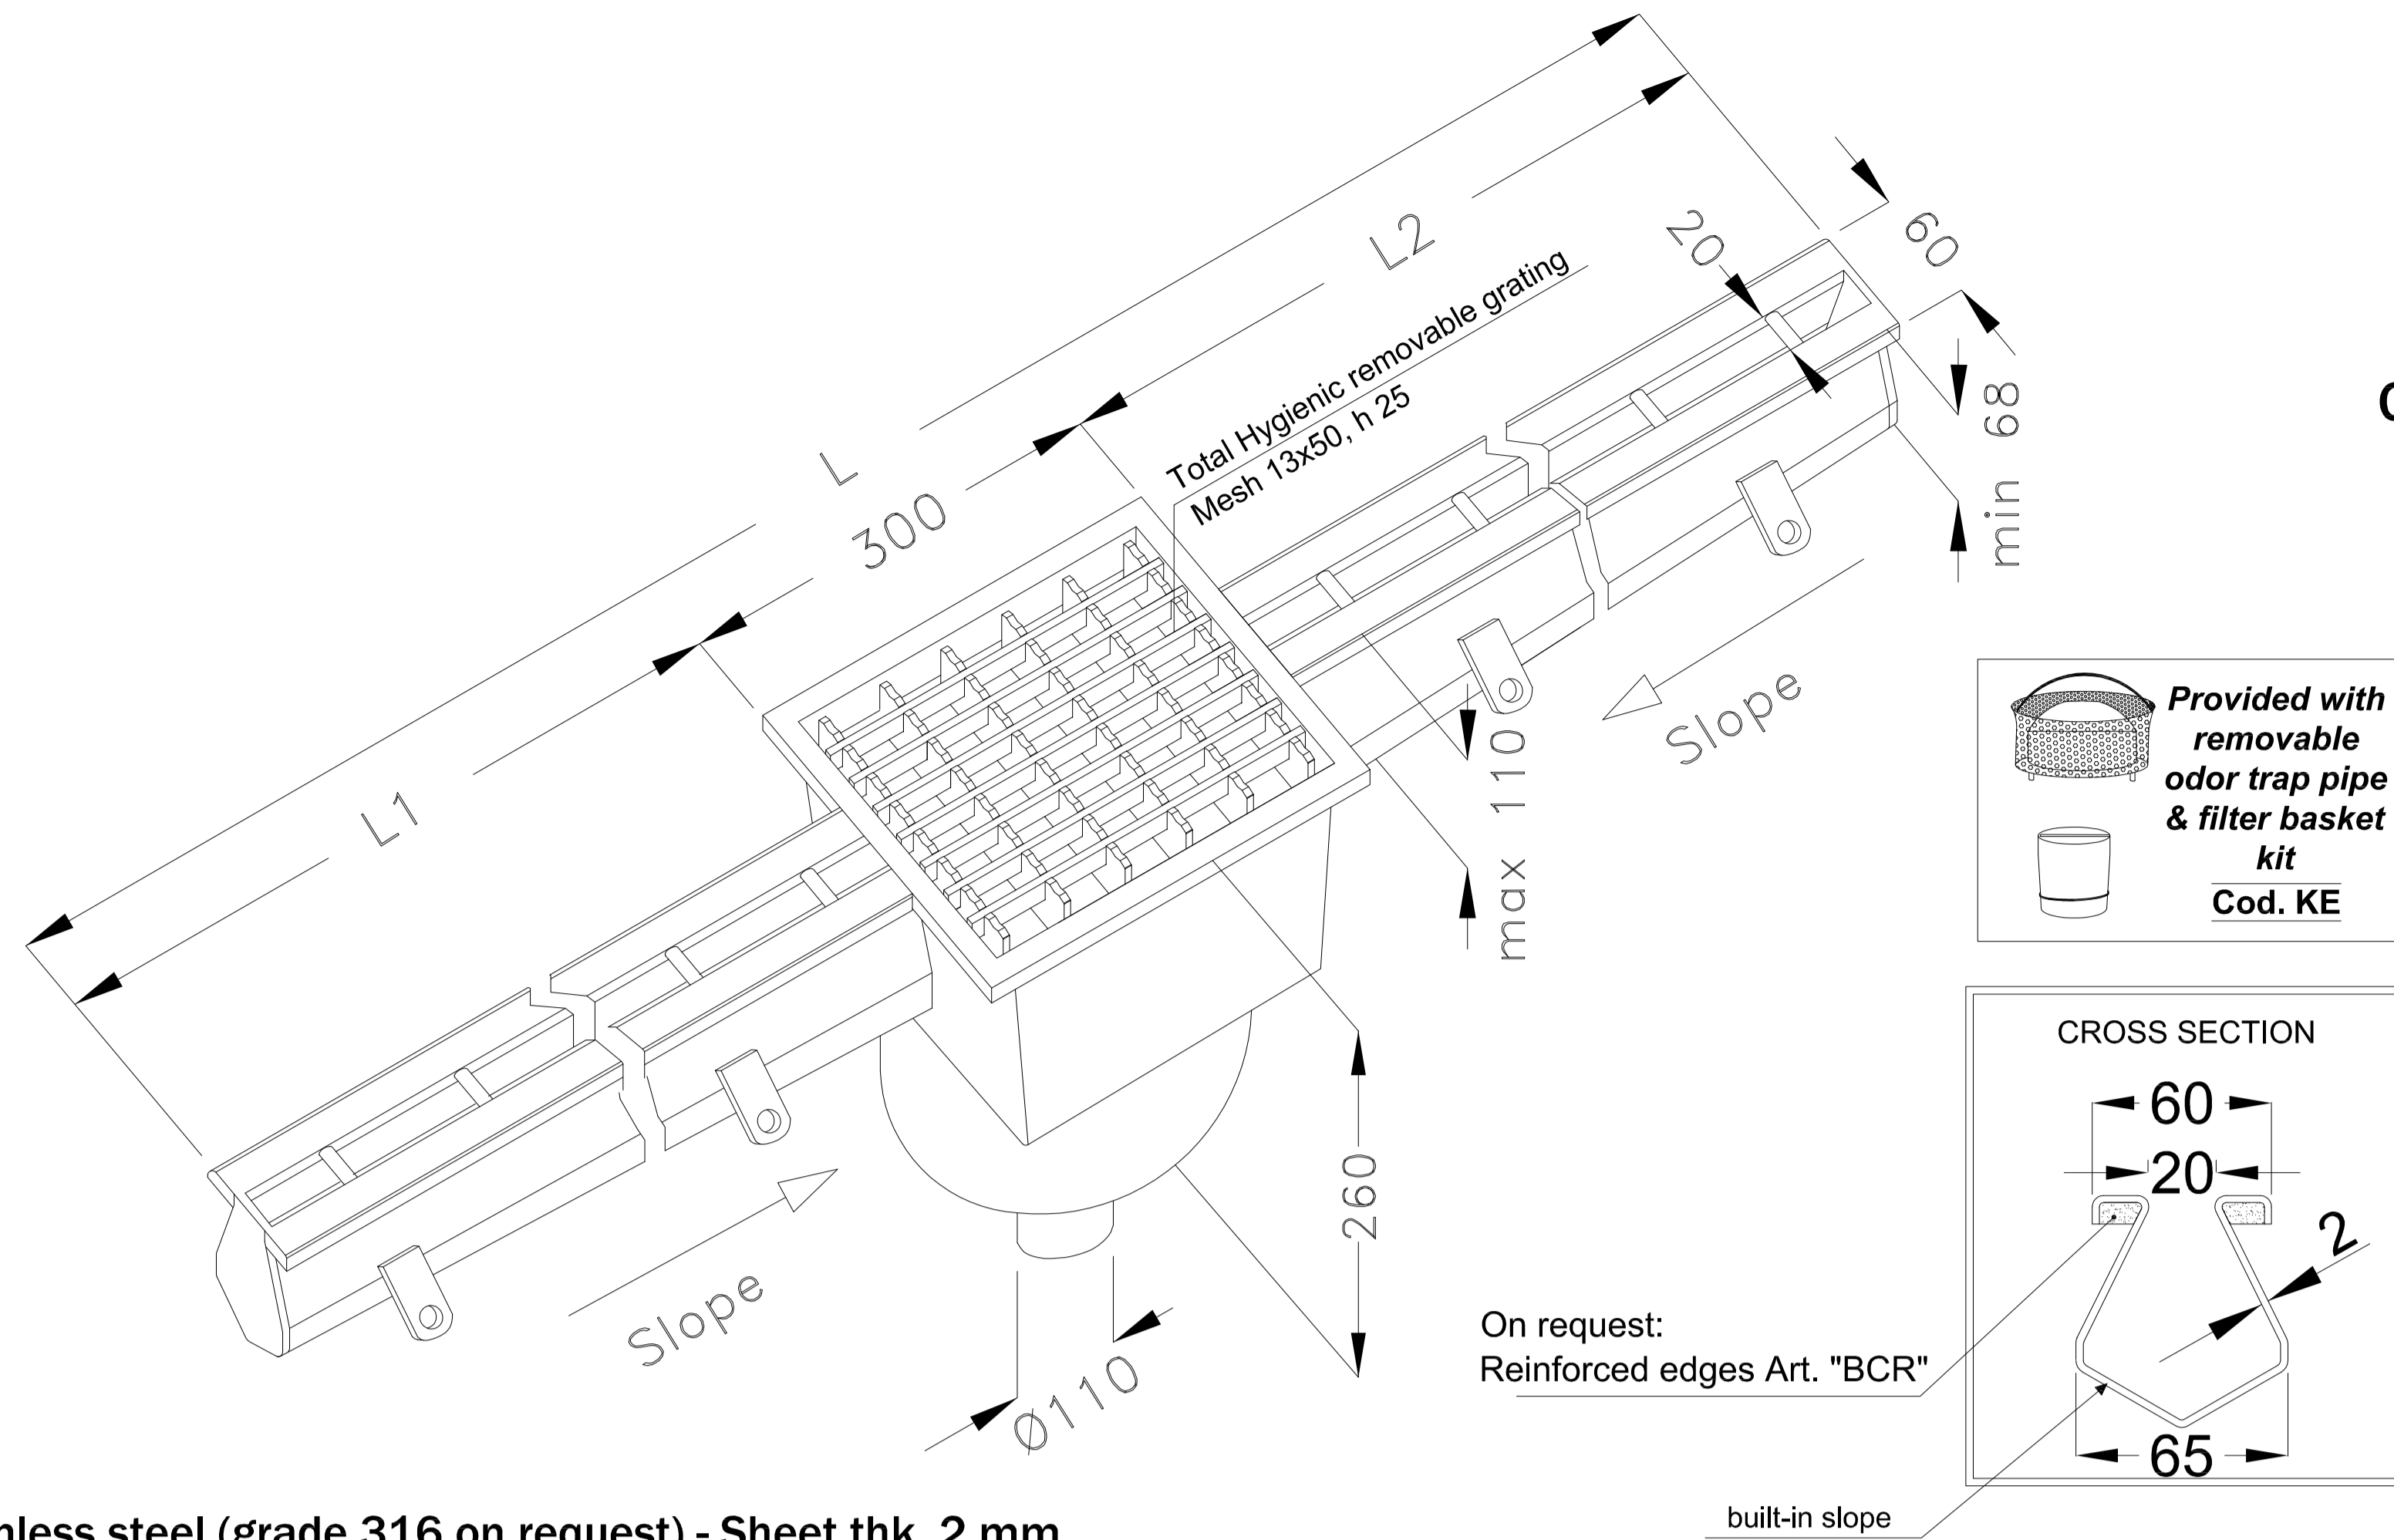 L
L2
300
L1
Total Hygienic removable grating
Mesh 13x50, h 25
20
60
min 68
max 110
Slope
Slope
260
Ø110
Provided with
removable
odor trap pipe
& filter basket
kit
Cod. KE
CROSS SECTION
60
20
2
65
On request:
Reinforced edges Art. "BCR"
built-in slope
steel (grade 316 on request) - Sheet thk. 2 mm